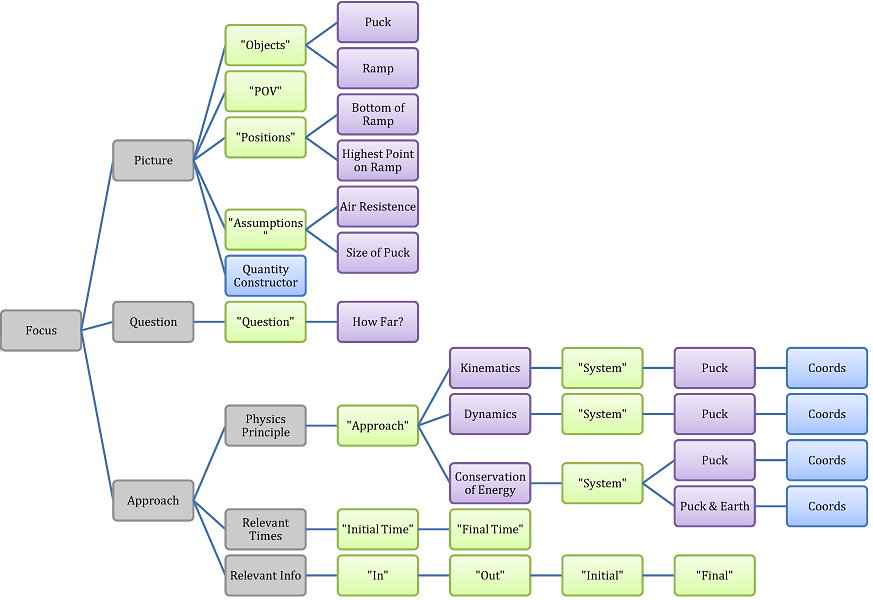 Puck
"Objects"
Ramp
"POV"
Bottom of
Ramp
"Positions"
Highest Point
on Ramp
Picture
Air Resistence
"Assumptions
"
Size of Puck
Quantity
Constructor
Focus
Question
"Question"
How Far?
Kinematics
"System"
Puck
Coords
Physics
Principle
"Approach"
Dynamics
"System"
Puck
Coords
Puck
Coords
Conservation
of Energy
"System"
Puck & Earth
Coords
Approach
Relevant
Times
"Initial Time"
"Final Time"
Relevant Info
"In"
"Out"
"Initial"
"Final"